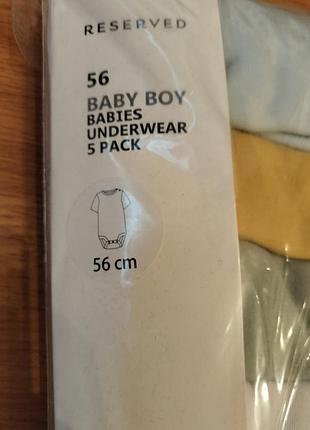 RESERVED
56
BABY BOY
BABIES
UNDERWEAR
5 PACK
56 cm